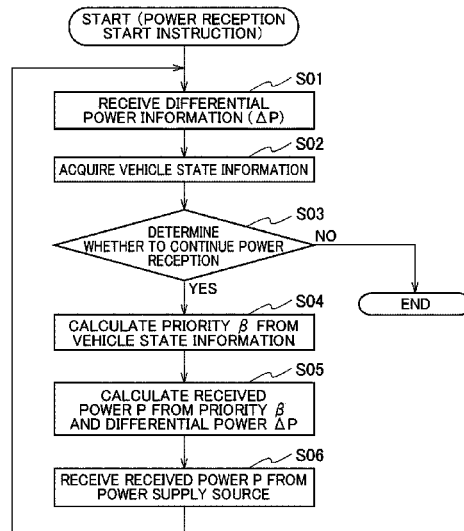 START (POWER RECEPTION
START INSTRUCTION)
S01
RECEIVE DIFFERENTIAL
POWER INFORMATION (ΔP)
S02
ACQUIRE VEHICLE STATE INFORMATION
S03
DETERMINE
WHETHER TO CONTINUE POWER
RECEPTION
NO
YES
END
S04
CALCULATE PRIORITY β FROM
VEHICLE STATE INFORMATION
S05
CALCULATE RECEIVED
POWER P FROM PRIORITY β
AND DIFFERENTIAL POWER ΔP
S06
RECEIVE RECEIVED POWER P FROM
POWER SUPPLY SOURCE